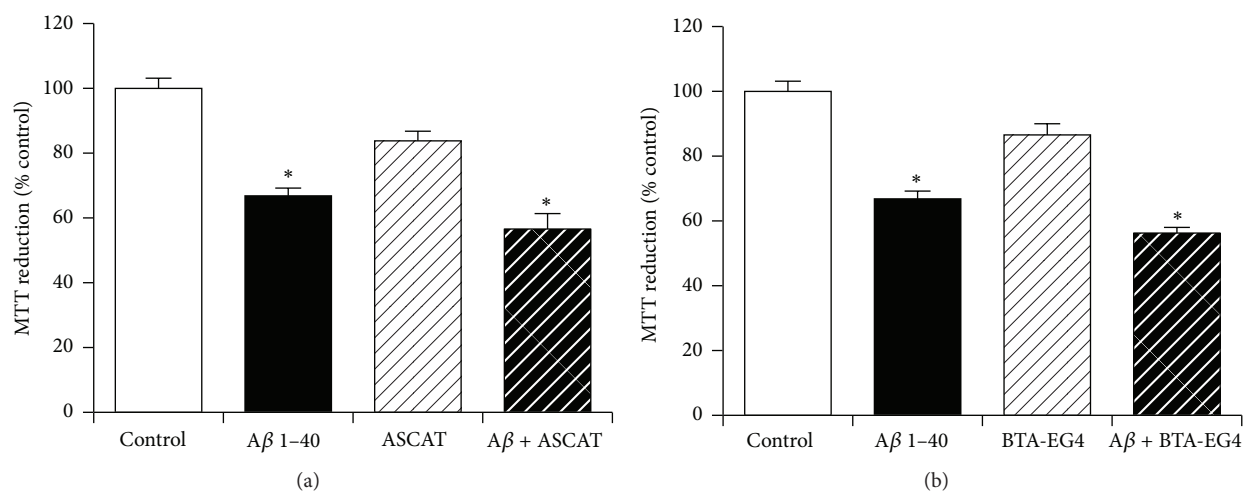 120
100
80
60
40
20
0
MTT reduction (% control)
*
*
Control
Aβ 1–40
ASCAT
Aβ + ASCAT
(a)
120
100
80
60
40
20
0
MTT reduction (% control)
*
*
Control
Aβ 1–40
BTA-EG4
Aβ + BTA-EG4
(b)